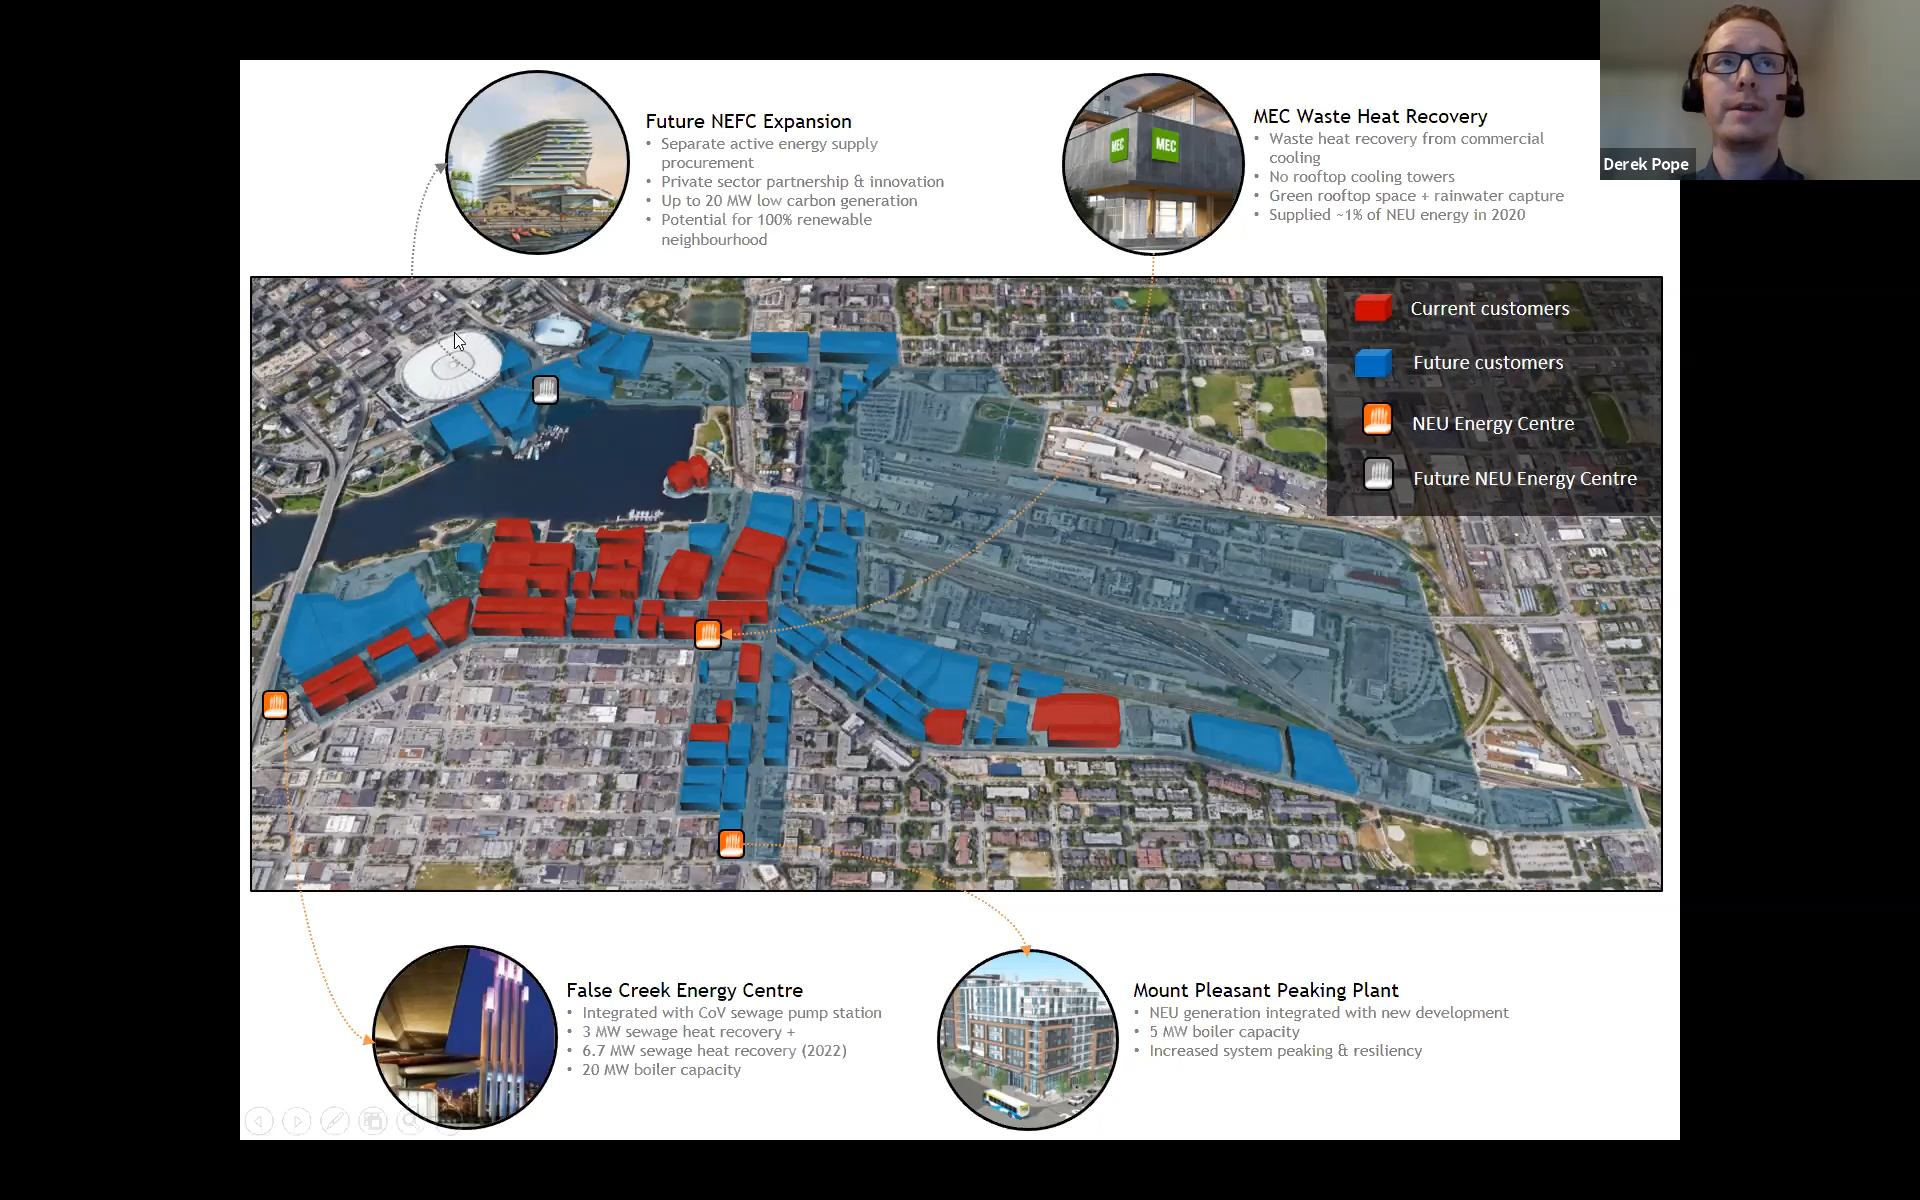 Future NEFC Expansion
• Separate active energy supply
procurement
• Private sector partnership & innovation
• Up to 20 MW low carbon generation
• Potential for 100% renewable
neighbourhood
MEC
MEC
MEC Waste Heat Recovery
• Waste heat recovery from commercial
cooling
• No rooftop cooling towers
• Green rooftop space + rainwater capture
• Supplied ~1% of NEU energy in 2020
Derek Pope
Current customers
Future customers
NEU Energy Centre
Future NEU Energy Centre
False Creek Energy Centre
• Integrated with CoV sewage pump station
• 3 MW sewage heat recovery +
• 6.7 MW sewage heat recovery (2022)
• 20 MW boiler capacity
Mount Pleasant Peaking Plant
• NEU generation integrated with new development
• 5 MW boiler capacity
• Increased system peaking & resiliency